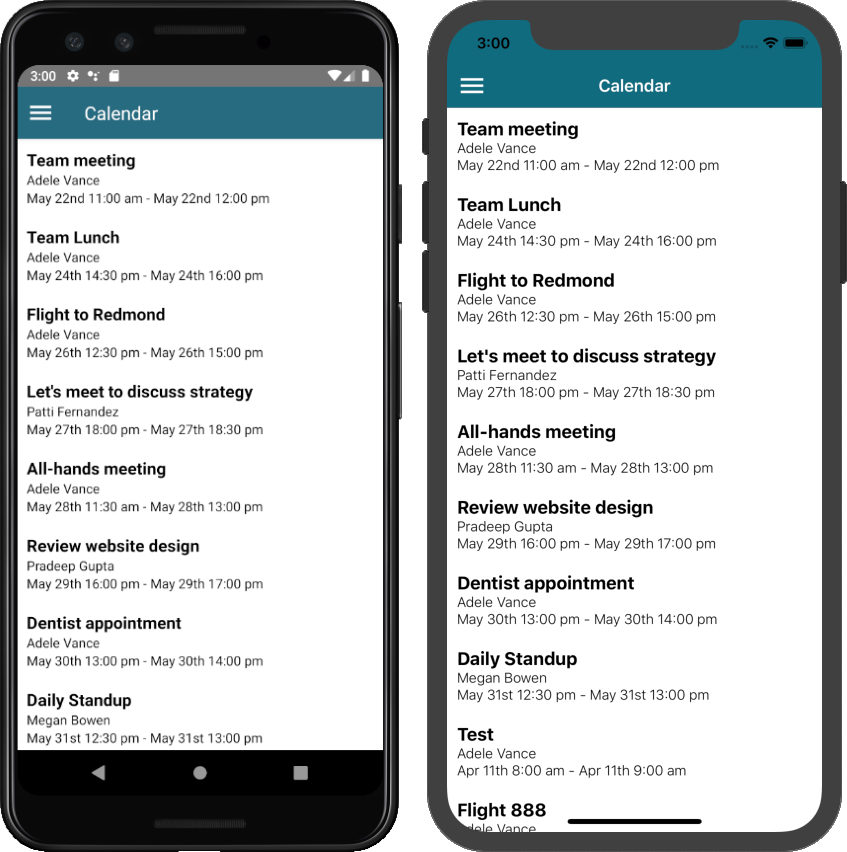 3:00
Calendar
Team meeting
Adele Vance
May 22nd 11:00 am - May 22nd 12:00 pm
Team Lunch
Adele Vance
May 24th 14:30 pm - May 24th 16:00 pm
Flight to Redmond
Adele Vance
May 26th 12:30 pm - May 26th 15:00 pm
Let's meet to discuss strategy
Patti Fernandez
May 27th 18:00 pm - May 27th 18:30 pm
All-hands meeting
Adele Vance
May 28th 11:30 am - May 28th 13:00 pm
Review website design
Pradeep Gupta
May 29th 16:00 pm - May 29th 17:00 pm
Dentist appointment
Adele Vance
May 30th 13:00 pm - May 30th 14:00 pm
Daily Standup
Megan Bowen
May 31st 12:30 pm - May 31st 13:00 pm
3:00
Calendar
Team meeting
Adele Vance
May 22nd 11:00 am - May 22nd 12:00 pm
Team Lunch
Adele Vance
May 24th 14:30 pm - May 24th 16:00 pm
Flight to Redmond
Adele Vance
May 26th 12:30 pm - May 26th 15:00 pm
Let's meet to discuss strategy
Patti Fernandez
May 27th 18:00 pm - May 27th 18:30 pm
All-hands meeting
Adele Vance
May 28th 11:30 am - May 28th 13:00 pm
Review website design
Pradeep Gupta
May 29th 16:00 pm - May 29th 17:00 pm
Dentist appointment
Adele Vance
May 30th 13:00 pm - May 30th 14:00 pm
Daily Standup
Megan Bowen
May 31st 12:30 pm - May 31st 13:00 pm
Test
Adele Vance
Apr 11th 8:00 am - Apr 11th 9:00 am
Flight 888
Adele Vance